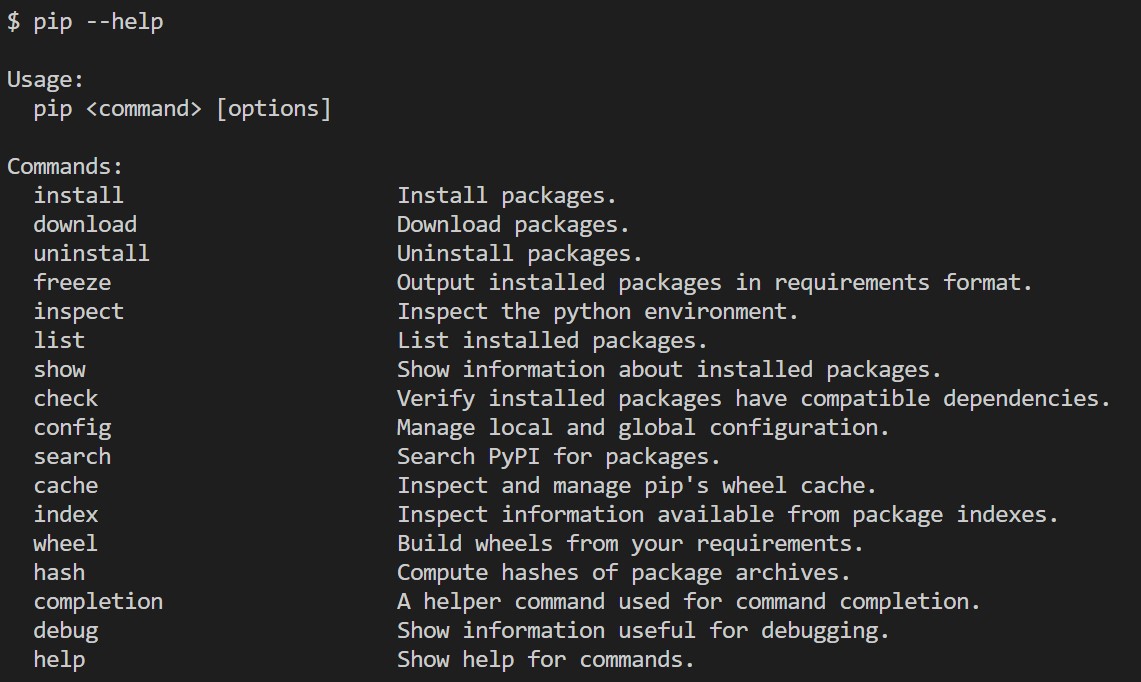 $ pip --help

Usage:
  pip <command> [options]

Commands:
  install                     Install packages.
  download                    Download packages.
  uninstall                   Uninstall packages.
  freeze                      Output installed packages in requirements format.
  inspect                     Inspect the python environment.
  list                        List installed packages.
  show                        Show information about installed packages.
  check                       Verify installed packages have compatible dependencies.
  config                      Manage local and global configuration.
  search                      Search PyPI for packages.
  cache                       Inspect and manage pip's wheel cache.
  index                       Inspect information available from package indexes.
  wheel                       Build wheels from your requirements.
  hash                        Compute hashes of package archives.
  completion                  A helper command used for command completion.
  debug                       Show information useful for debugging.
  help                        Show help for commands.